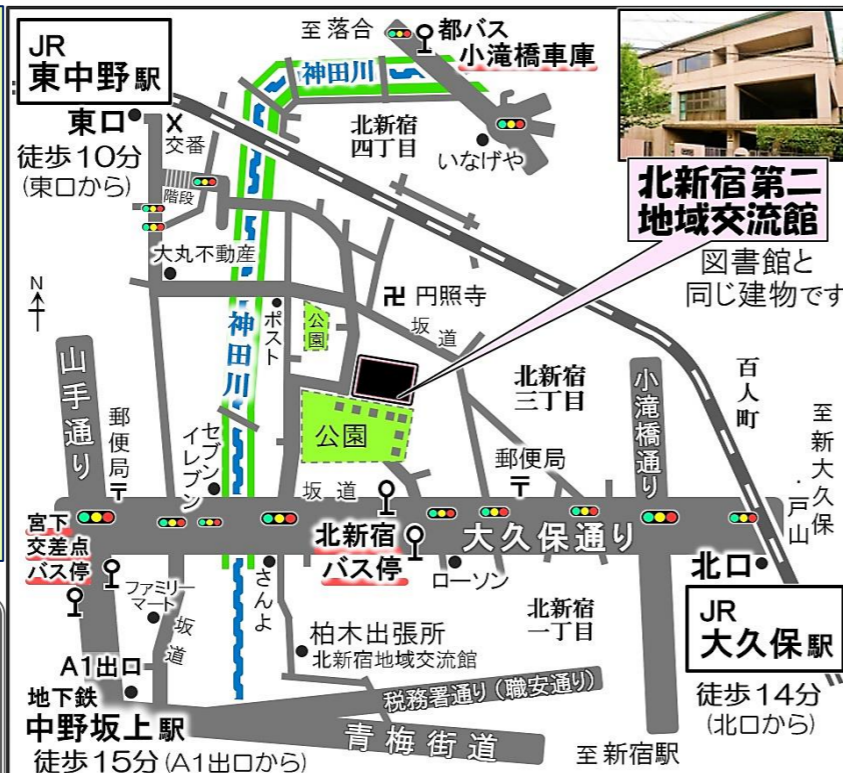 JR
東中野駅
東口
徒歩10分
(東口から)
X
交番
階段
至落合
神田川
都バス
小滝橋車庫
北新宿
四丁目
いなげや
北新宿第二
地域交流館
図書館と
同じ建物です
大丸不動産
N
卍 円照寺
坂道
ポスト
公園
神田川
山手通り
郵便局
〒
セブン
イレブン
公園
北新宿
三丁目
小滝橋通り
百人町
至新大久保
・戸山
郵便局
〒
坂道
宮下
交差点
バス停
北新宿
バス停
大久保通り
北口
ファミリー
マート
坂道
さんよ
ローソン
北新宿
一丁目
JR
大久保駅
徒歩14分
(北口から)
柏木出張所
北新宿地域交流館
A1出口
地下鉄
中野坂上駅
徒歩15分(A1出口から)
税務署通り(職安通り)
青梅街道
至新宿駅